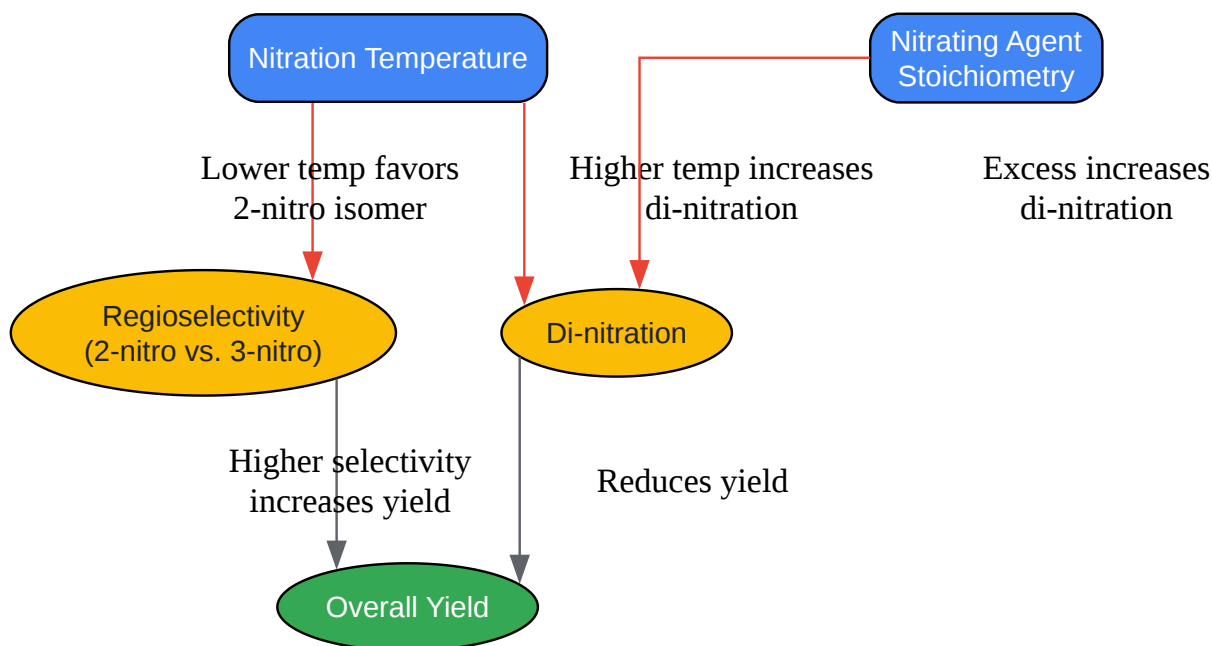 Nitration Temperature
Nitrating Agent
Stoichiometry
Lower temp favors
2-nitro isomer
Higher temp increases
di-nitration
Excess increases
di-nitration
Regioselectivity
(2-nitro vs. 3-nitro)
Di-nitration
Higher selectivity
increases yield
Reduces yield
Overall Yield